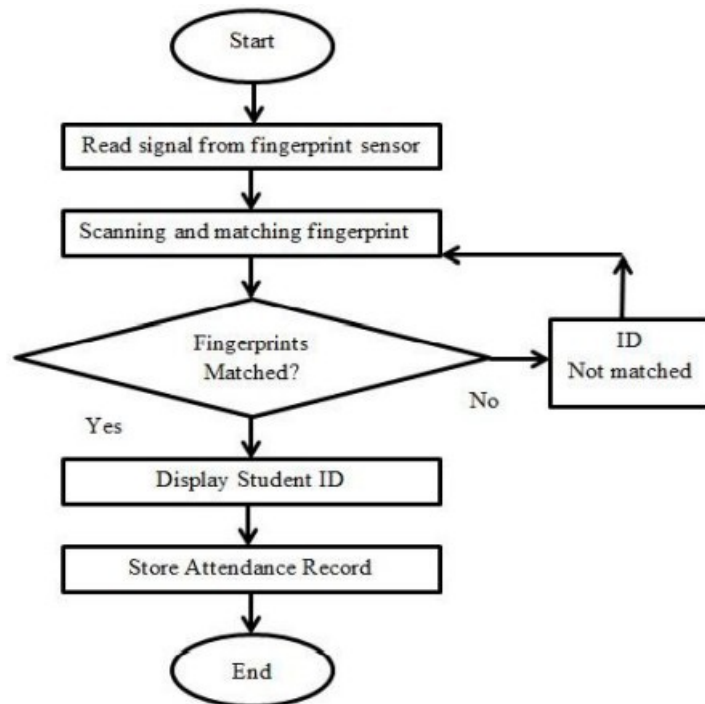 Start
Read signal from fingerprint sensor
Scanning and matching fingerprint
Fingerprints
Matched?
ID
Not matched
No
Yes
Display Student ID
Store Attendance Record
End